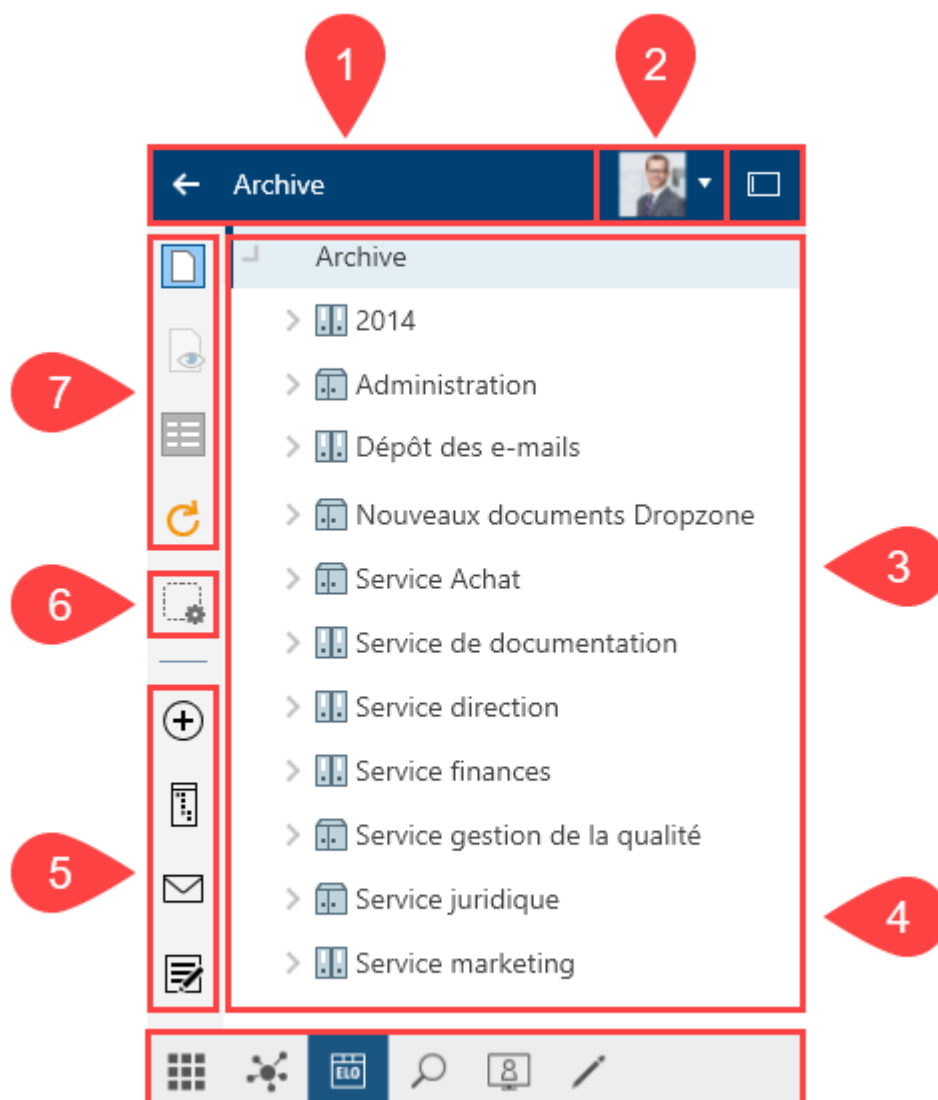 1
2
Archive
Archive
2014
Administration
7
Dépôt des e-mails
Nouveaux documents Dropzone
3
Service Achat
6
Service de documentation
Service direction
Service finances
Service gestion de la qualité
5
Service juridique
4
Service marketing
ELO